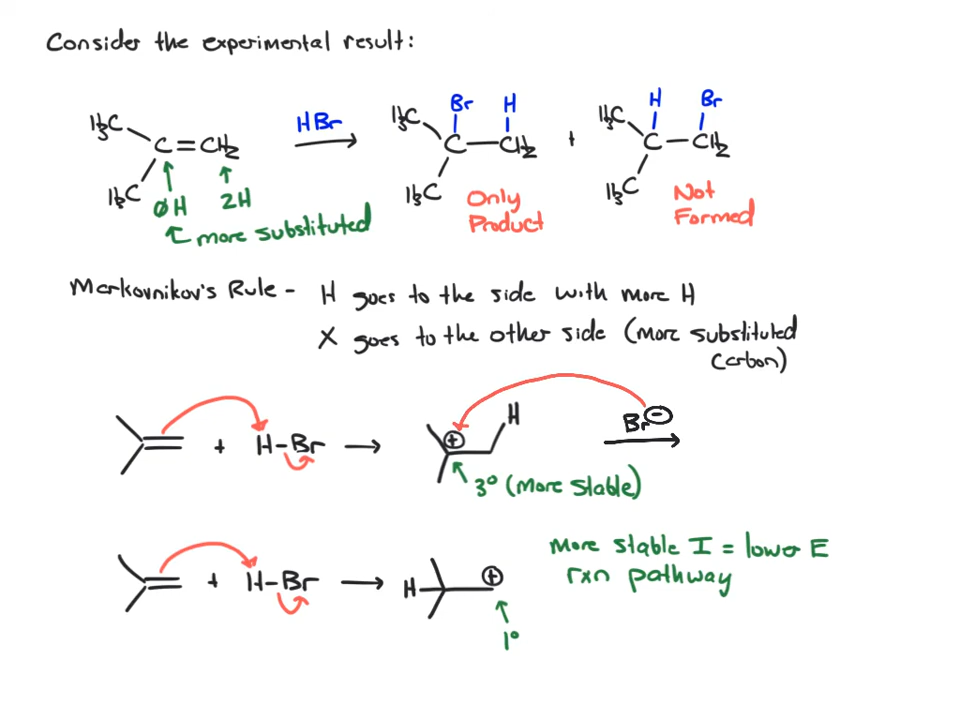 Consider the experimental result:
H₃C Br H H₃C H Br
C=CH₂ HBr C-CH₂ + C-CH₂
H₃C H₃C H₃C
ØH 2H Only Product Not Formed
more substituted
Markovnikov's Rule - H goes to the side with more H
X goes to the other side (more substituted
carbon)
+ H-Br ⊕ H Br⊖
3° (more stable)
+ H-Br H ⊕
1°
More stable I = lower E
rxn pathway